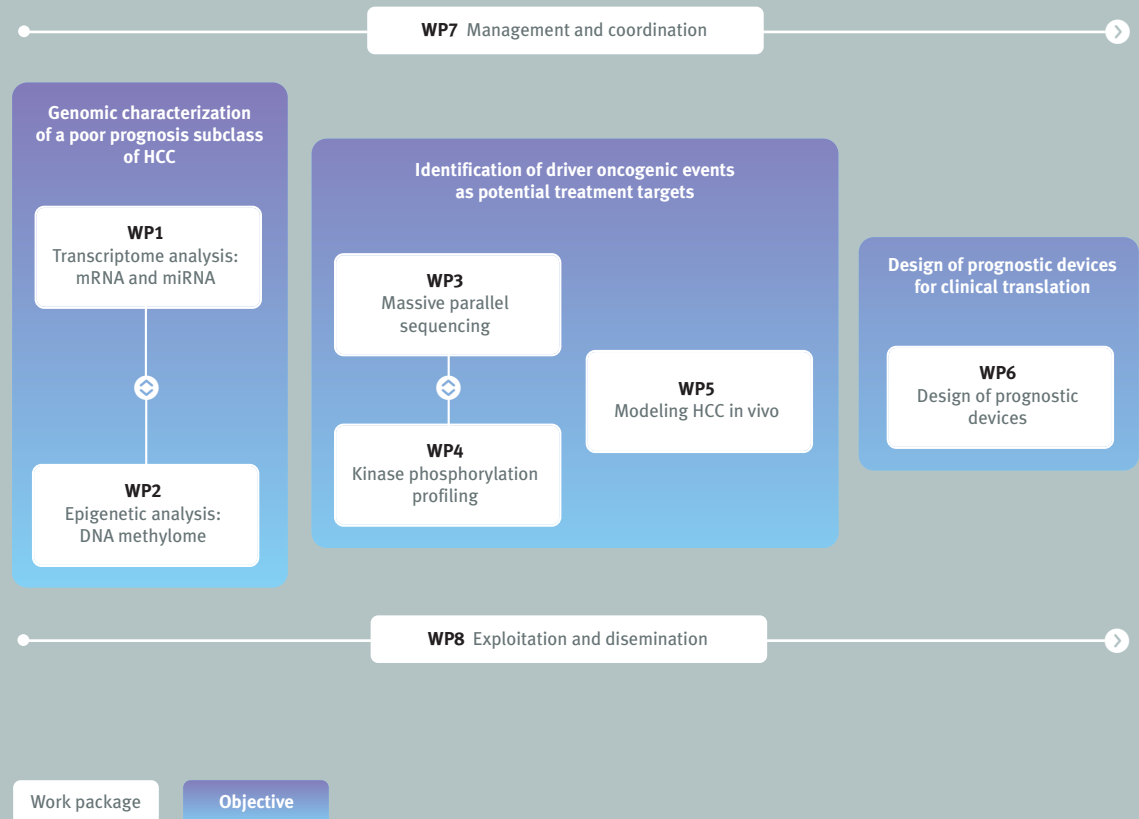 WP7 Management and coordination
Genomic characterization
of a poor prognosis subclass
of HCC
WP1
Transcriptome analysis:
mRNA and miRNA
WP2
Epigenetic analysis:
DNA methylome
Identification of driver oncogenic events
as potential treatment targets
WP3
Massive parallel
sequencing
WP4
Kinase phosphorylation
profiling
WP5
Modeling HCC in vivo
Design of prognostic devices
for clinical translation
WP6
Design of prognostic
devices
WP8 Exploitation and disemination
Work package
Objective